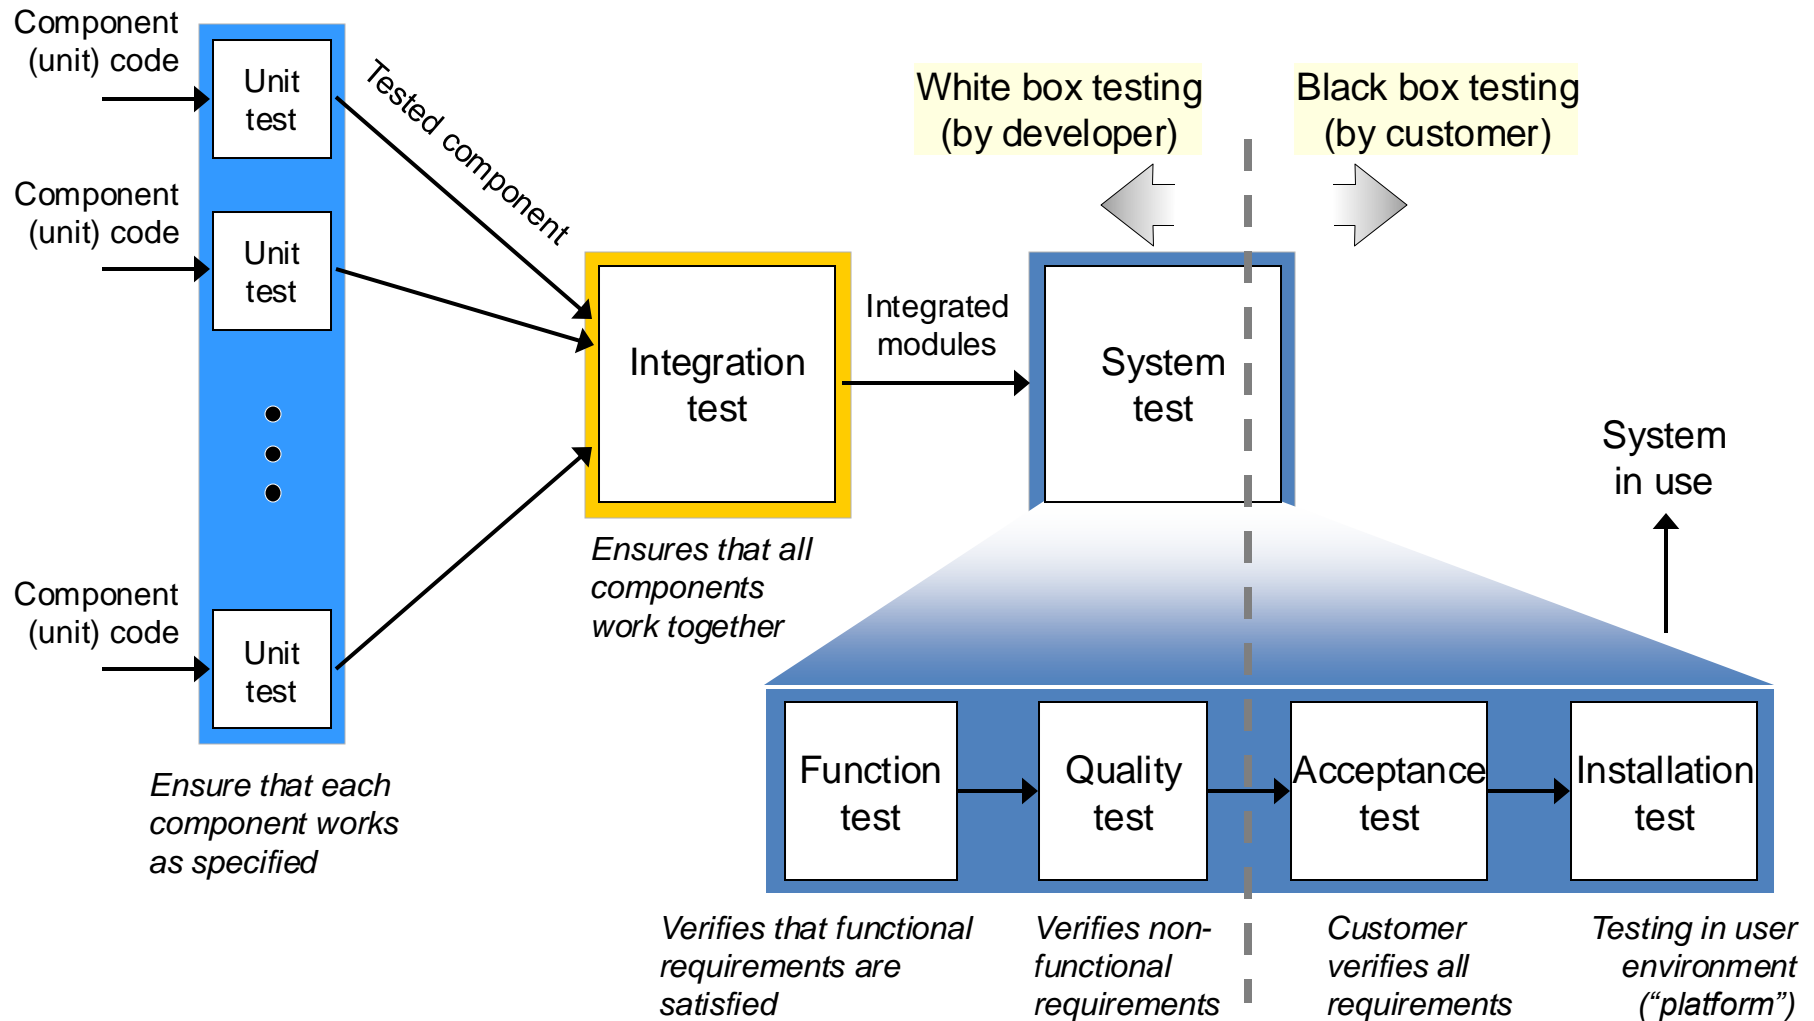 Component
(unit) code
Unit
test
Component
(unit) code
Unit
test
Component
(unit) code
Unit
test
Ensure that each
component works
as specified
Tested component
Integration
test
Ensures that all
components
work together
Integrated
modules
White box testing
(by developer)
Black box testing
(by customer)
System
test
System
in use
Function
test
Quality
test
Acceptance
test
Installation
test
Verifies that functional
requirements are
satisfied
Verifies non-
functional
requirements
Customer
verifies all
requirements
Testing in user
environment
(“platform”)